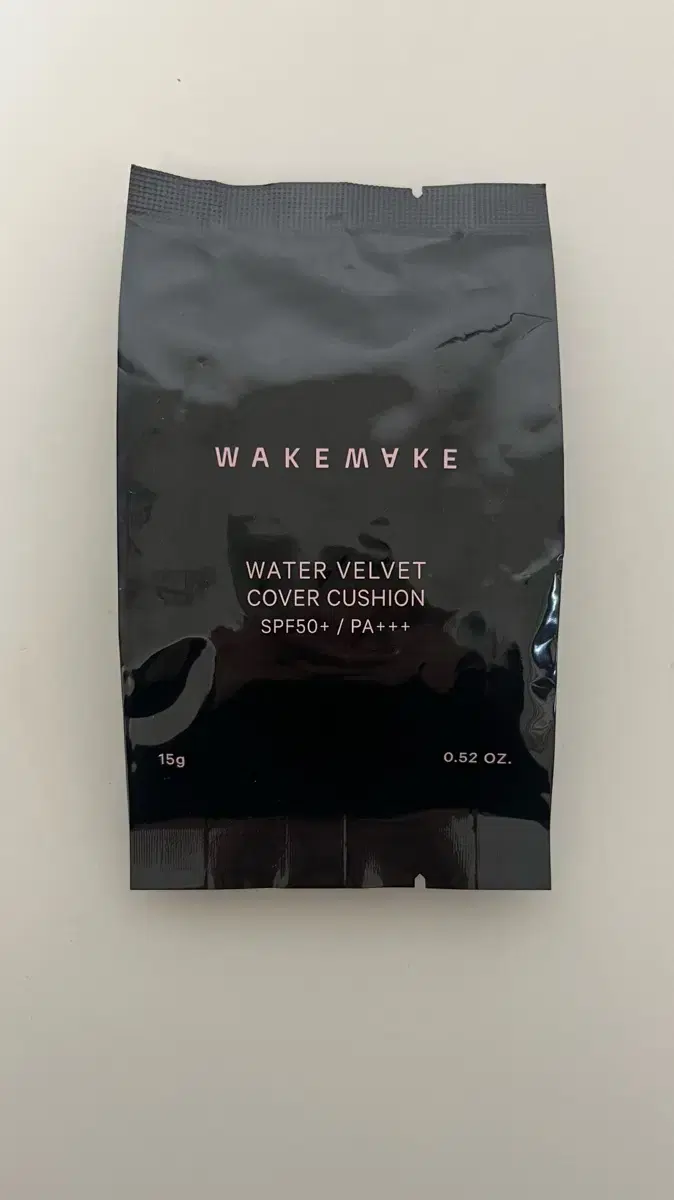 WAKEMAKE
WATER VELVET
COVER CUSHION
SPF50+ / PA+++
15g
0.52 OZ.